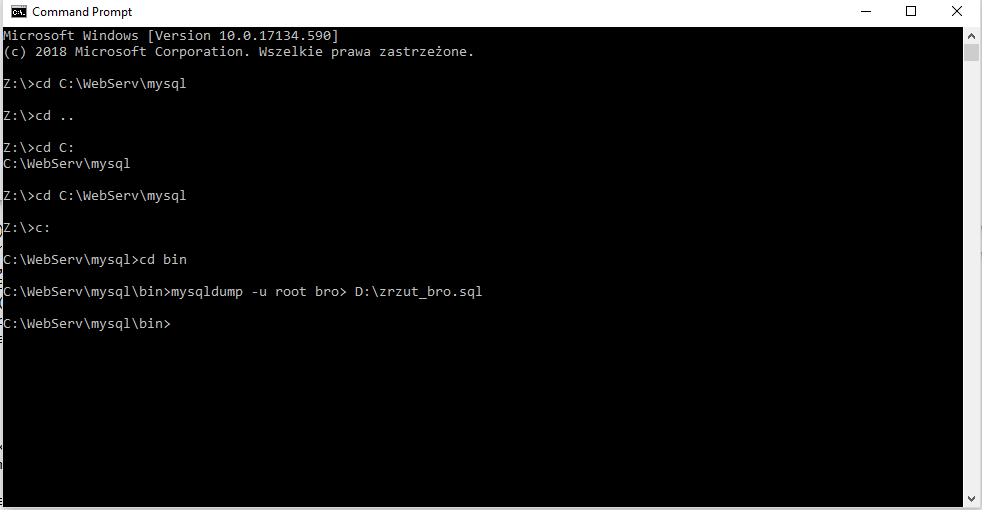 Command Prompt
Microsoft Windows [Version 10.0.17134.590]
(c) 2018 Microsoft Corporation. Wszelkie prawa zastrzeżone.
Z:\>cd C:\WebServ\mysql
Z:\>cd ..
Z:\>cd C:
C:\WebServ\mysql
Z:\>cd C:\WebServ\mysql
Z:\>c:
C:\WebServ\mysql>cd bin
C:\WebServ\mysql\bin>mysqldump -u root bro> D:\zrzut_bro.sql
C:\WebServ\mysql\bin>